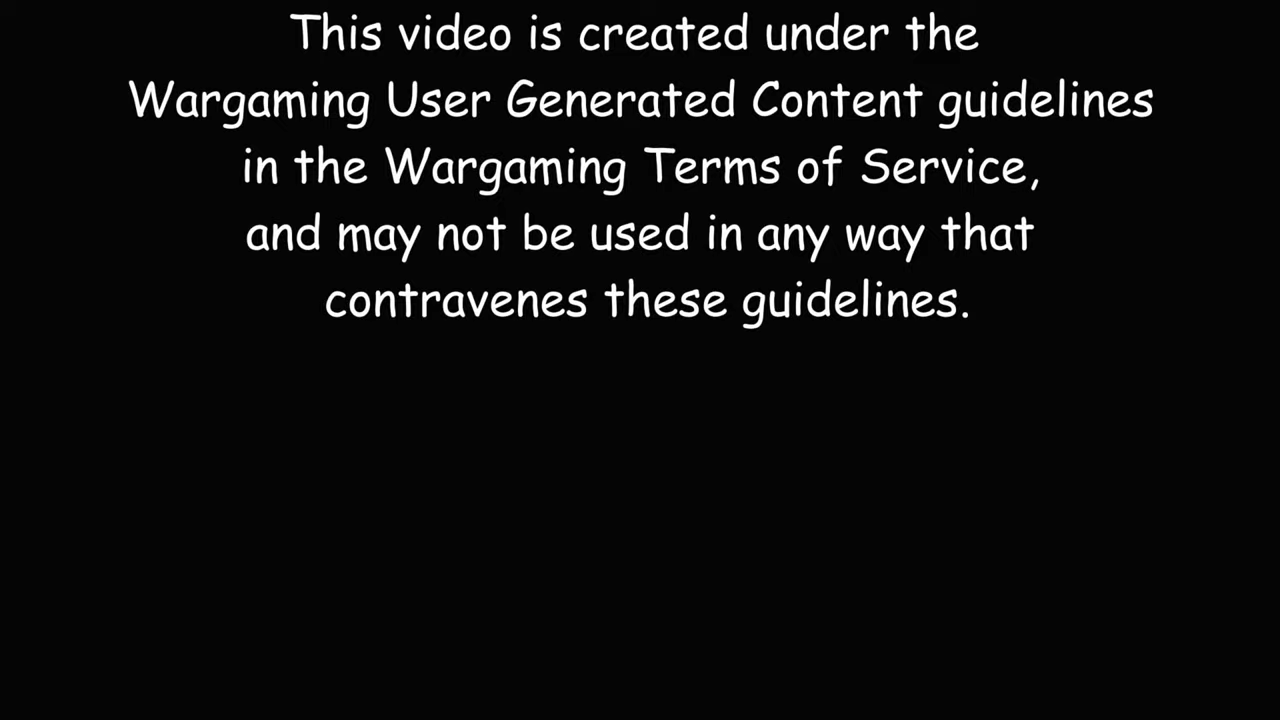 This video is created under the
Wargaming User Generated Content guidelines
in the Wargaming Terms of Service,
and may not be used in any way that
contravenes these guidelines.